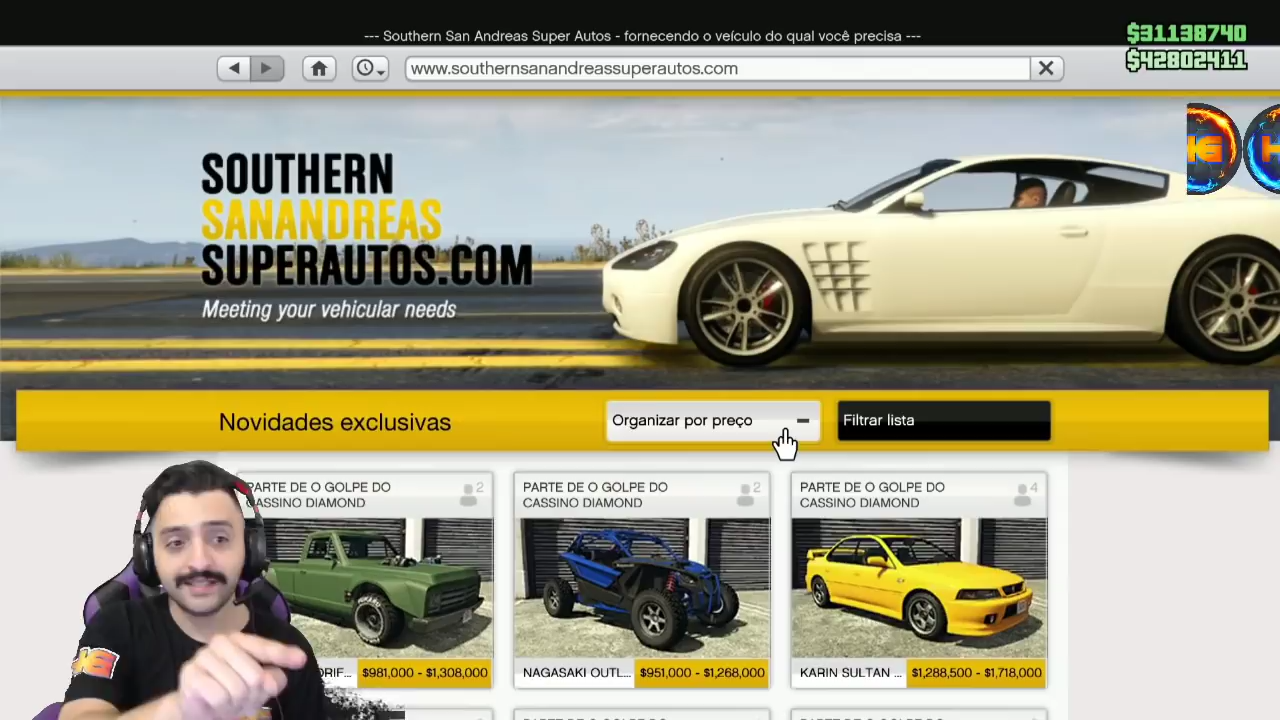 --- Southern San Andreas Super Autos - fornecendo o veículo do qual você precisa ---
$31138740
$42802411
www.southernsanandreassuperautos.com
SOUTHERN
SANANDREAS
SUPERAUTOS.COM
Meeting your vehicular needs
Novidades exclusivas
Organizar por preço
Filtrar lista
PARTE DE O GOLPE DO
CASSINO DIAMOND
2
PARTE DE O GOLPE DO
CASSINO DIAMOND
2
PARTE DE O GOLPE DO
CASSINO DIAMOND
4
DRIF... $981,000 - $1,308,000
NAGASAKI OUTL... $951,000 - $1,268,000
KARIN SULTAN ... $1,288,500 - $1,718,000